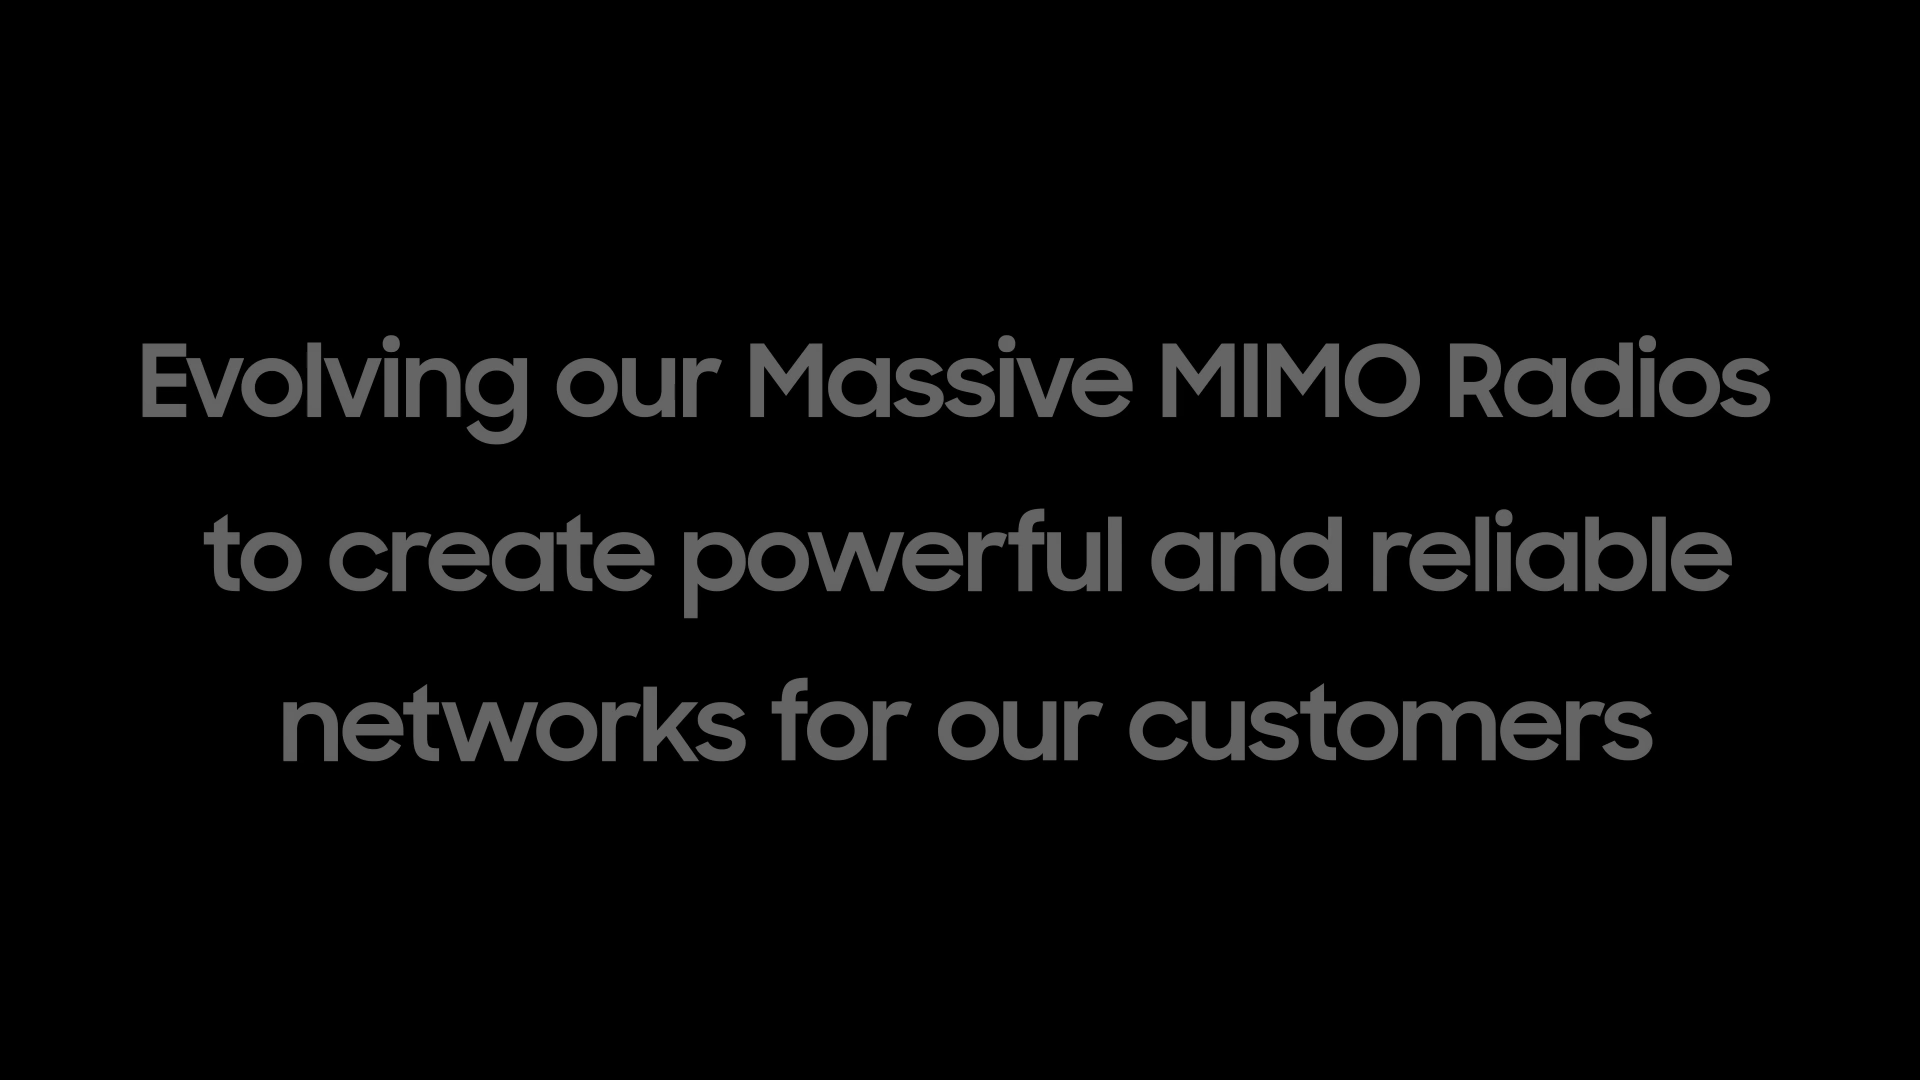 Evolving our Massive MIMO Radios
to create powerful and reliable
networks for our customers